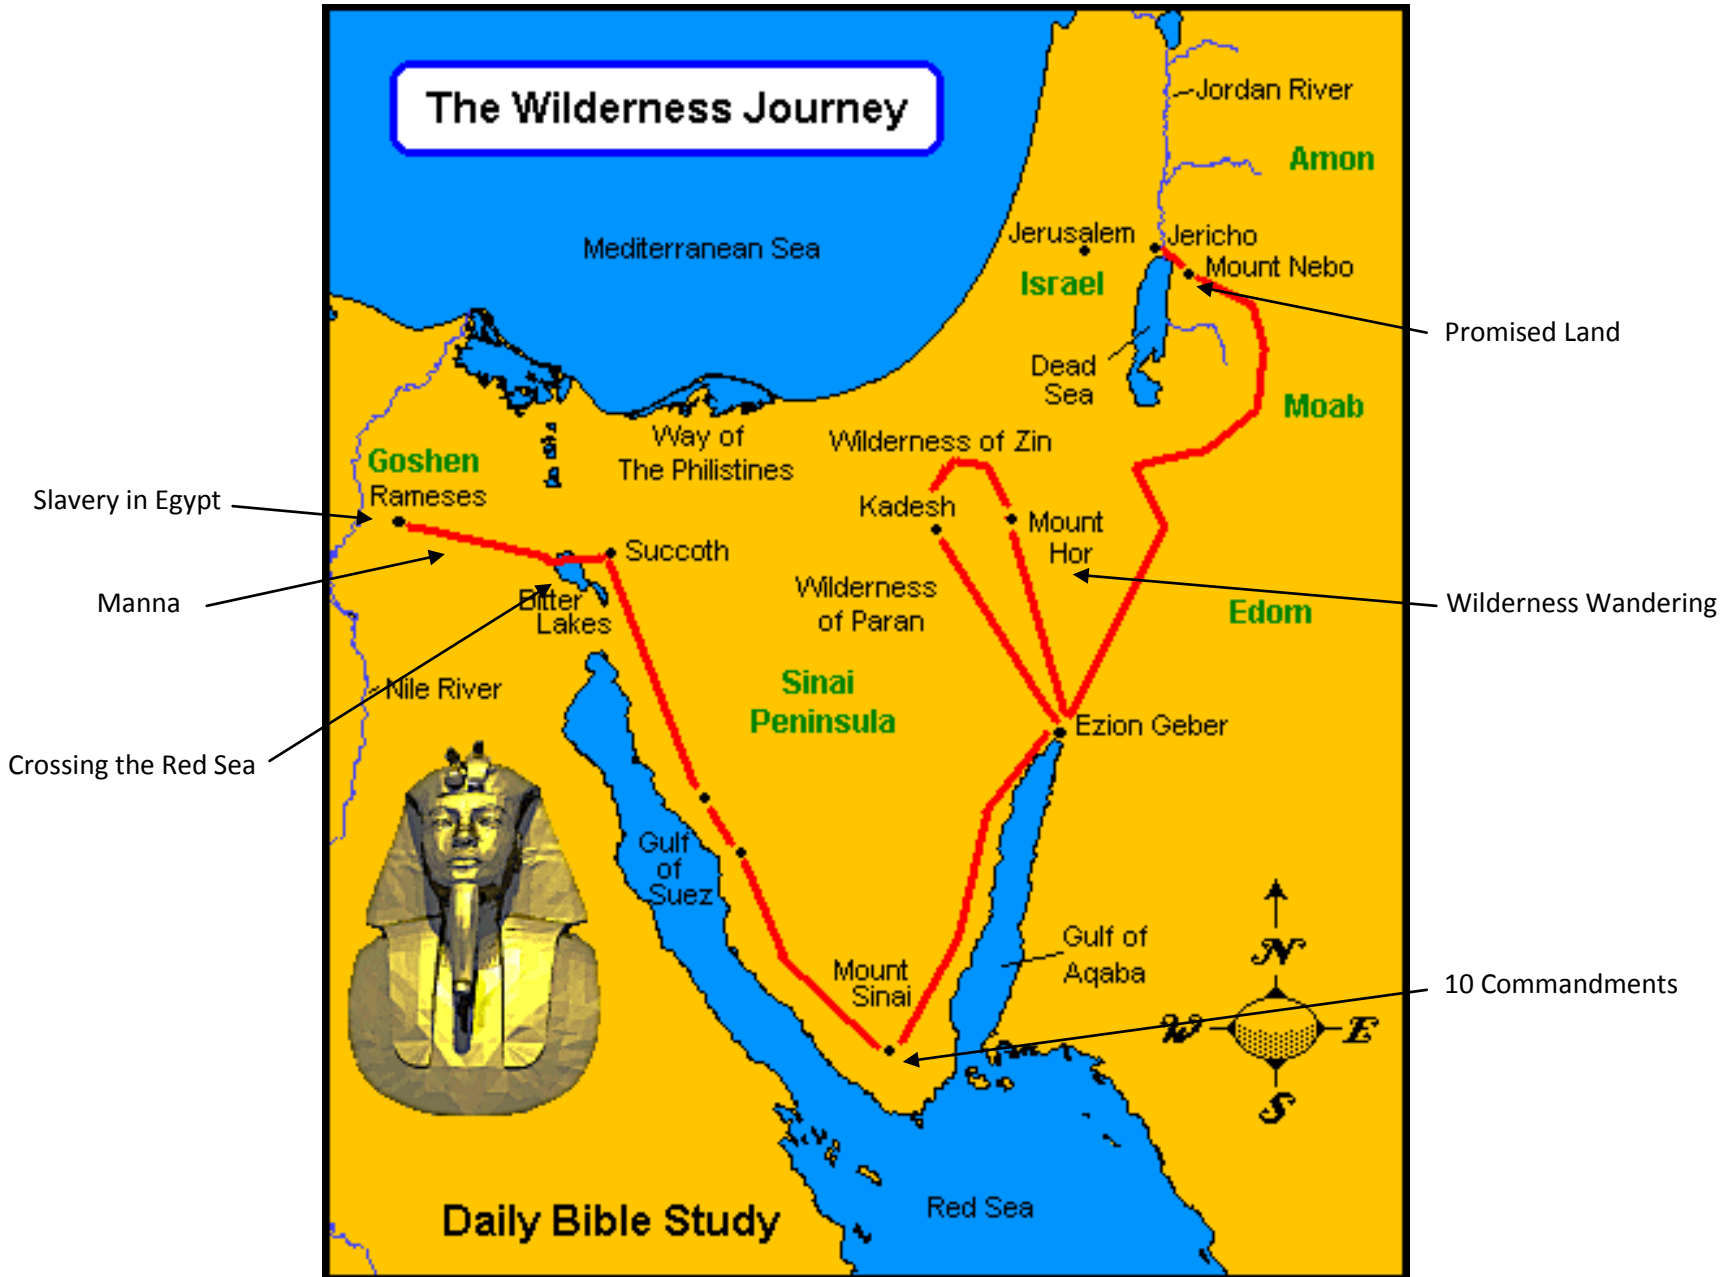 The Wilderness Journey
Jordan River
Amon
Mediterranean Sea
Jerusalem
Jericho
Mount Nebo
Israel
Promised Land
Dead
Sea
Moab
Way of
The Philistines
Wilderness of Zin
Goshen
Rameses
Slavery in Egypt
Kadesh
Mount
Hor
Succoth
Manna
Bitter
Lakes
Wilderness
of Paran
Edom
Wilderness Wandering
Nile River
Sinai
Peninsula
Ezion Geber
Crossing the Red Sea
Gulf
of
Suez
Gulf of
Aqaba
Mount
Sinai
10 Commandments
N
W
E
S
Red Sea
Daily Bible Study